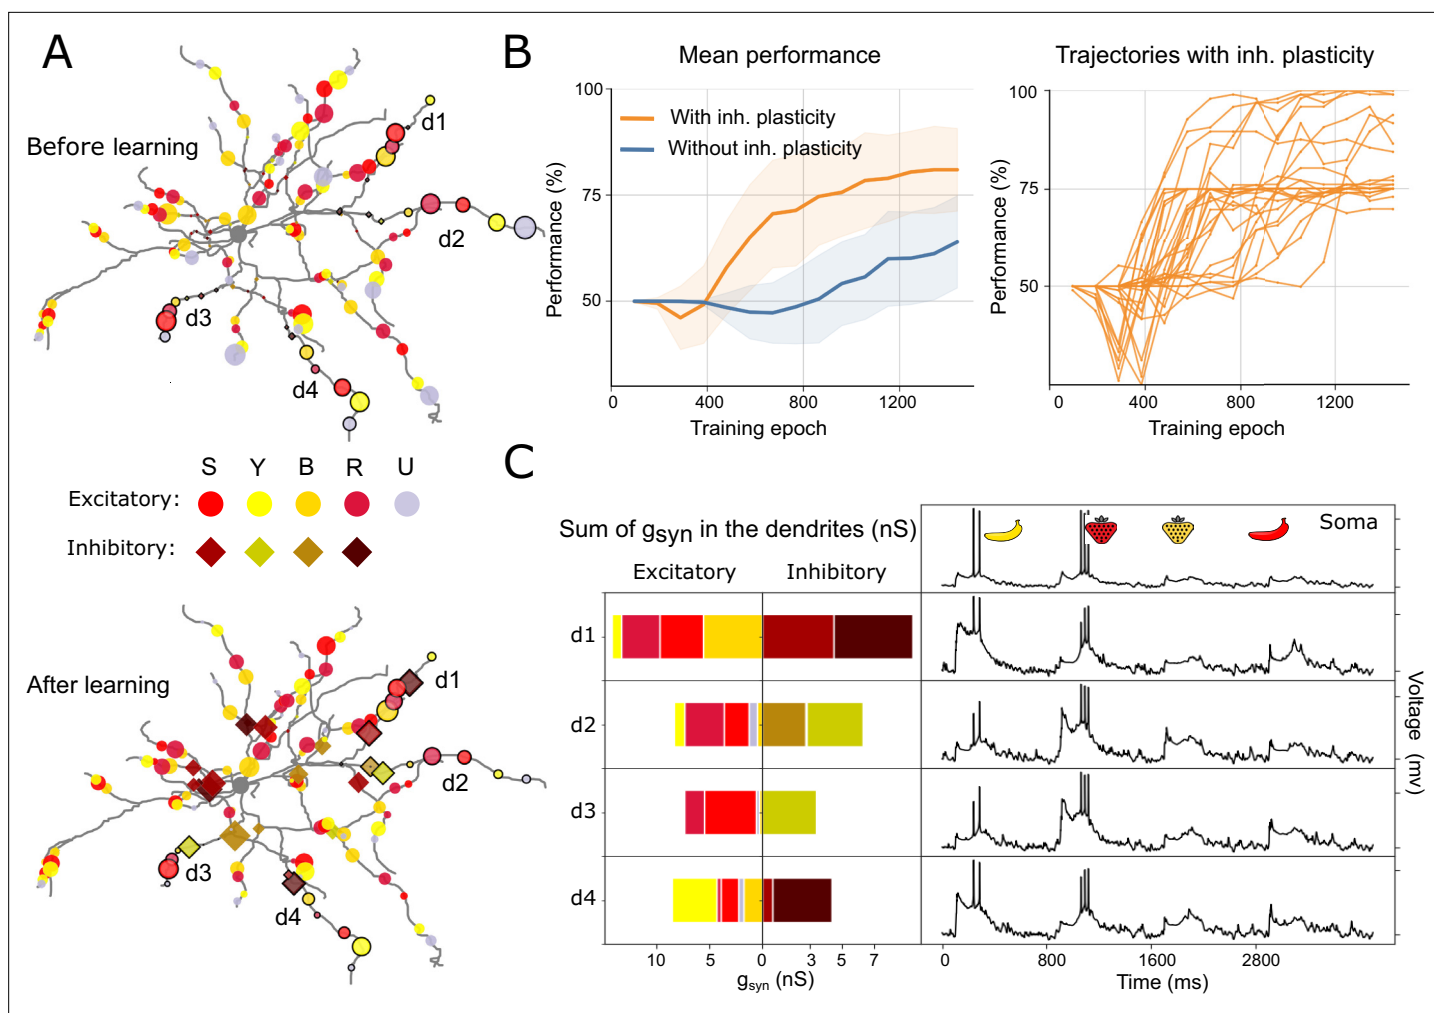 A
Before learning
d1
d2
d3
d4
S Y B R U
Excitatory:
Inhibitory:
After learning
d1
d2
d3
d4
B
Mean performance
100
75
50
Performance (%)
With inh. plasticity
Without inh. plasticity
0 400 800 1200
Training epoch
Trajectories with inh. plasticity
100
75
50
Performance (%)
0 400 800 1200
Training epoch
C
Sum of gsyn in the dendrites (nS)
Excitatory Inhibitory
d1
d2
d3
d4
10 5 0 3 5 7
gsyn (nS)
Soma
Voltage (mv)
0 800 1600 2800
Time (ms)